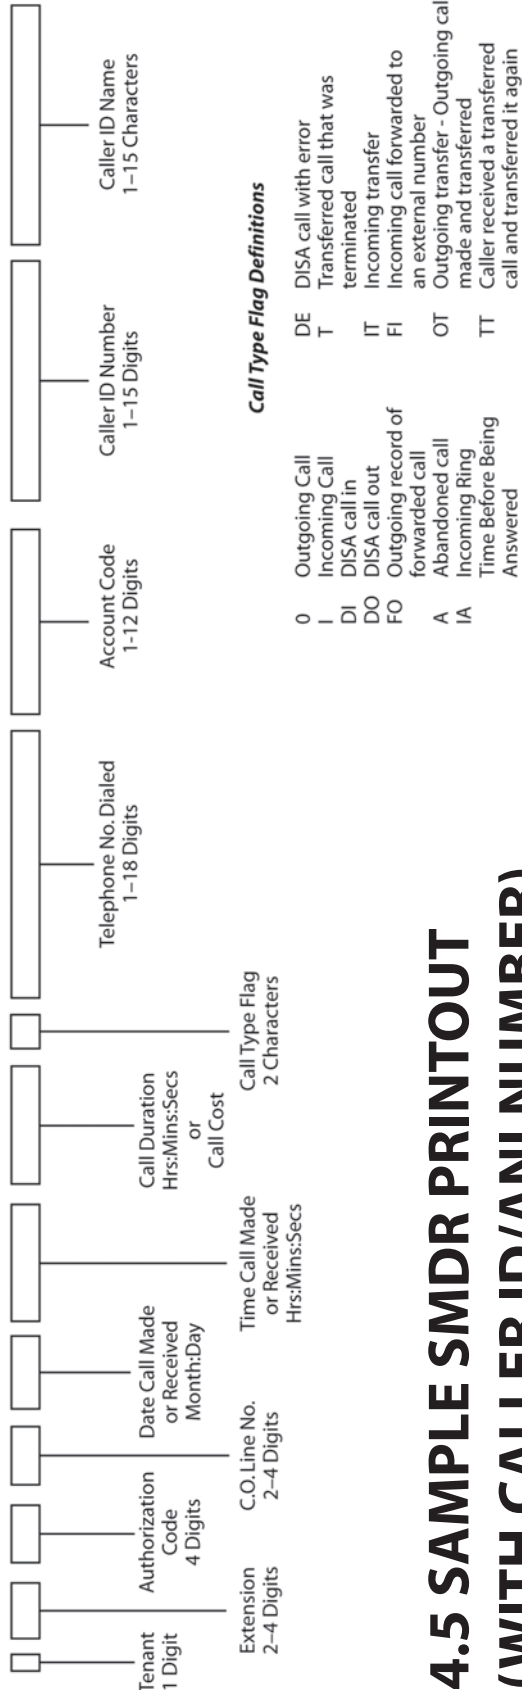 Tenant
1 Digit
Extension
2–4 Digits
Authorization
Code
4 Digits
C.O. Line No.
2–4 Digits
Date Call Made
or Received
Month:Day
Time Call Made
or Received
Hrs:Mins:Secs
Call Duration
Hrs:Mins:Secs
or
Call Cost
Call Type Flag
2 Characters
Telephone No. Dialed
1–18 Digits
Account Code
1-12 Digits
Caller ID Number
1–15 Digits
Caller ID Name
1–15 Characters
Call Type Flag Definitions
0 Outgoing Call
I Incoming Call
DI DISA call in
DO DISA call out
FO Outgoing record of
forwarded call
A Abandoned call
IA Incoming Ring
Time Before Being
Answered
DE DISA call with error
T Transferred call that was
terminated
IT Incoming transfer
FI Incoming call forwarded to
an external number
OT Outgoing transfer - Outgoing cal
made and transferred
TT Caller received a transferred
call and transferred it again
4.5 SAMPLE SMDR PRINTOUT
(WITH CALLER ID/ANI NUMBER)